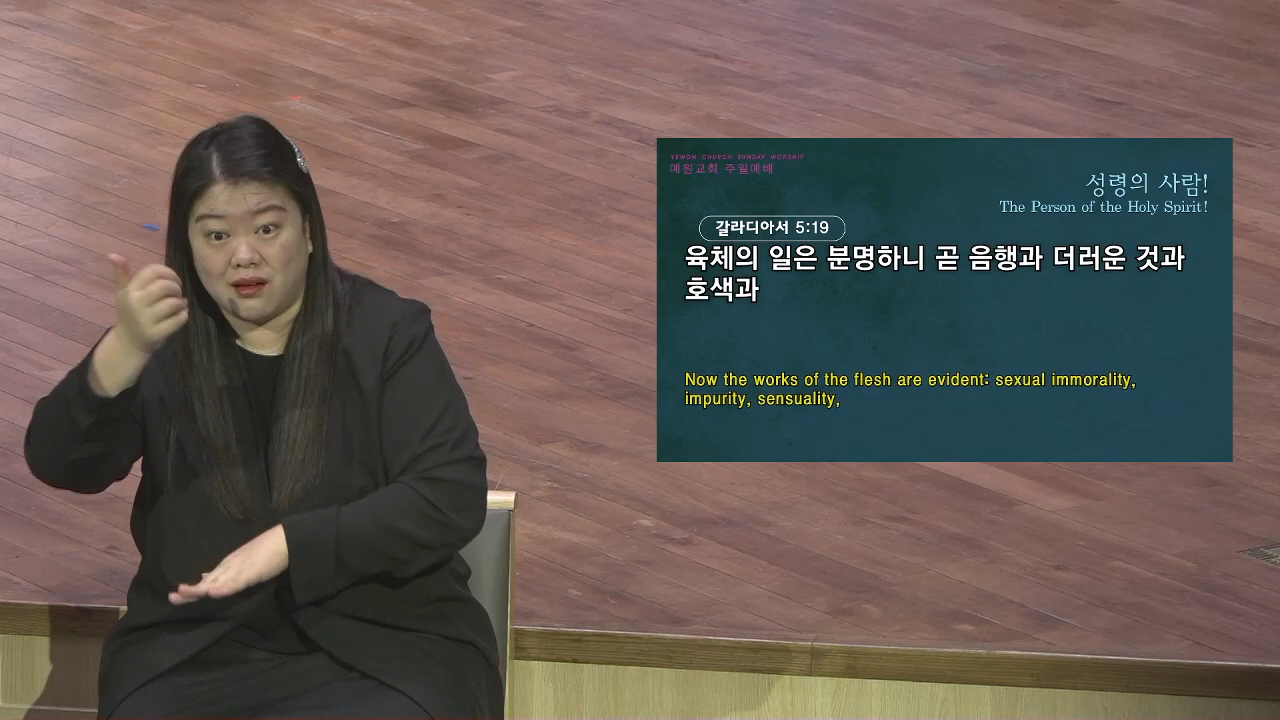 YEWON CHURCH SUNDAY WORSHIP
예원교회 주일예배
성령의 사람!
The Person of the Holy Spirit!
갈라디아서 5:19
육체의 일은 분명하니 곧 음행과 더러운 것과
호색과
Now the works of the flesh are evident: sexual immorality,
impurity, sensuality,